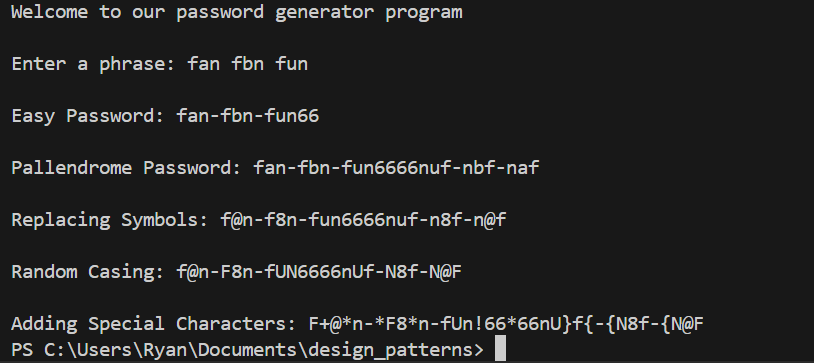 Welcome to our password generator program
Enter a phrase: fan fbn fun
Easy Password: fan-fbn-fun66
Pallendrome Password: fan-fbn-fun6666nuf-nbf-naf
Replacing Symbols: f@n-f8n-fun6666nuf-n8f-n@f
Random Casing: f@n-F8n-fUN6666nUf-N8f-N@F
Adding Special Characters: F+@*n-*F8*n-fUn!66*66nU}f{-{N8f-{N@F
PS C:\Users\Ryan\Documents\design_patterns>